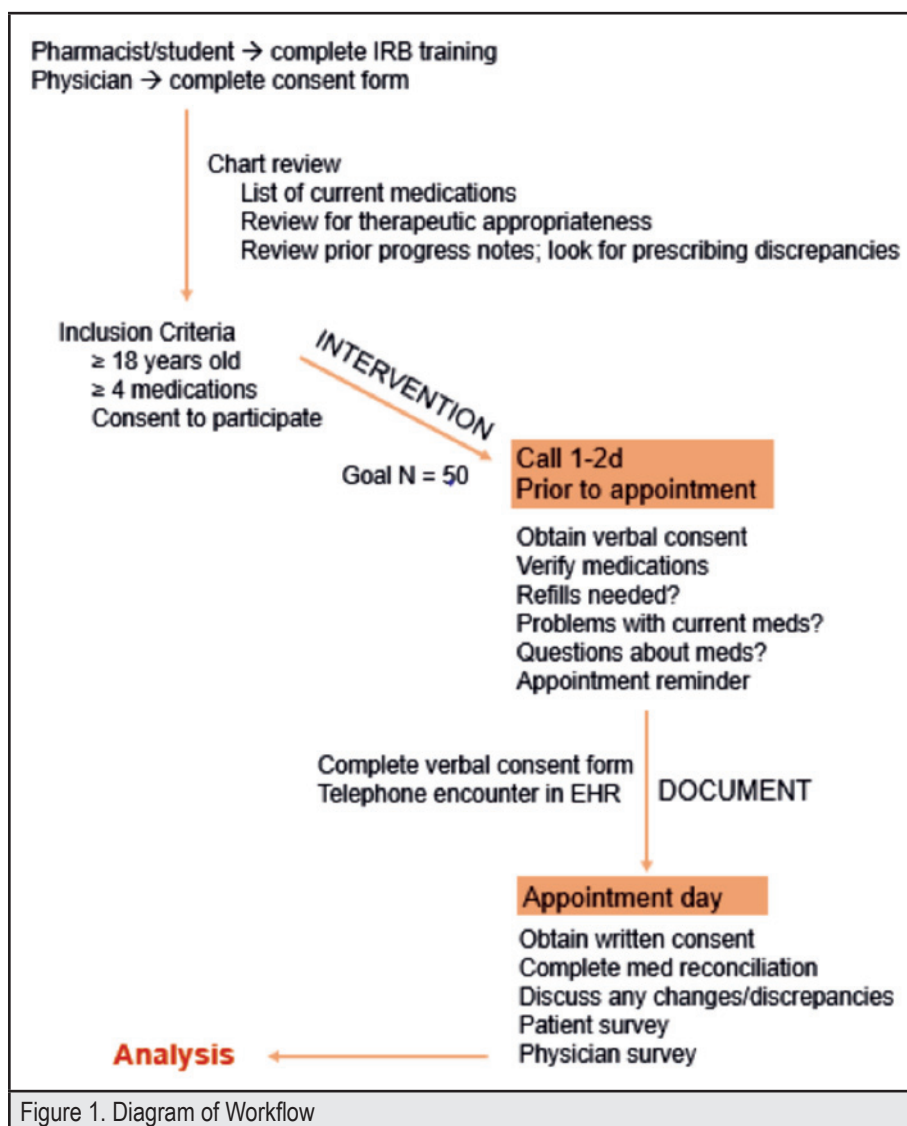 Pharmacist/student → complete IRB training
Physician → complete consent form
Chart review
List of current medications
Review for therapeutic appropriateness
Review prior progress notes; look for prescribing discrepancies
Inclusion Criteria
≥ 18 years old
≥ 4 medications
Consent to participate
INTERVENTION
Goal N = 50
Call 1-2d
Prior to appointment
Obtain verbal consent
Verify medications
Refills needed?
Problems with current meds?
Questions about meds?
Appointment reminder
Complete verbal consent form
Telephone encounter in EHR
DOCUMENT
Appointment day
Obtain written consent
Complete med reconciliation
Discuss any changes/discrepancies
Patient survey
Physician survey
Analysis
Figure 1. Diagram of Workflow